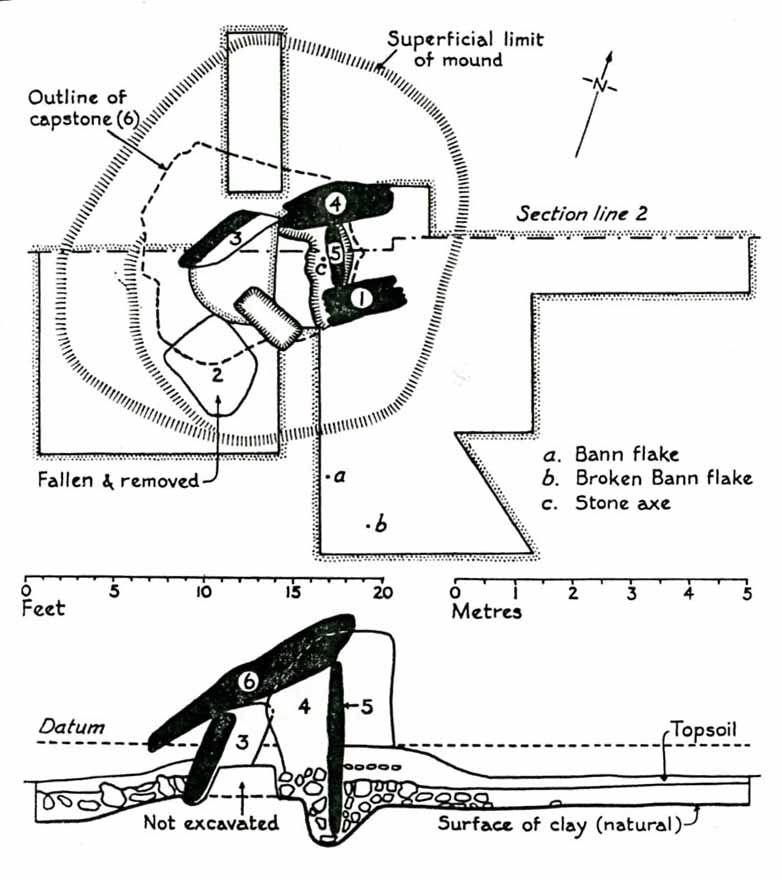 Superficial limit
of mound
N
Outline of
capstone (6)
4
Section line 2
3
5
c
1
2
a. Bann flake
b. Broken Bann flake
c. Stone axe
Fallen & removed
a
b
0 5 10 15 20
Feet
0 1 2 3 4 5
Metres
6
4
5
Datum
3
Topsoil
Not excavated
Surface of clay (natural)